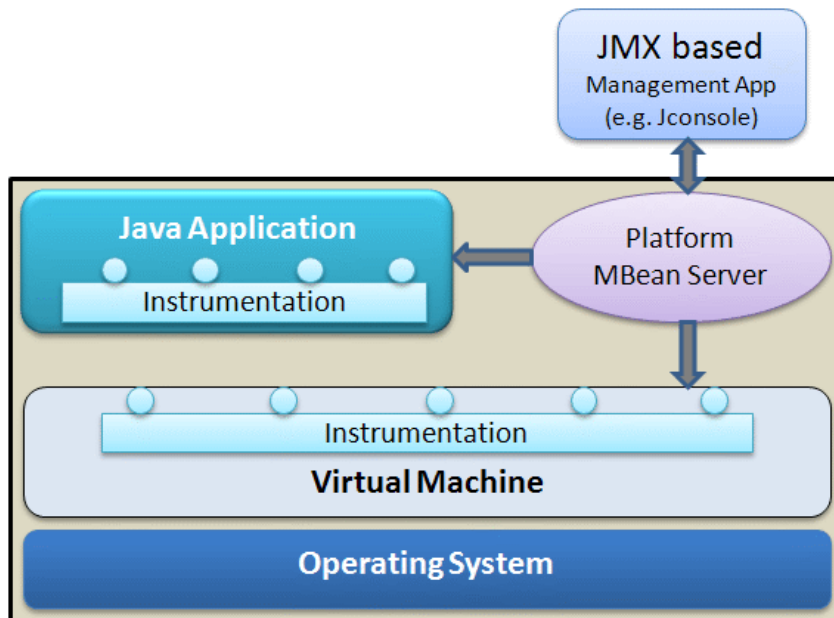 JMX based
Management App
(e.g. Jconsole)
Java Application
Instrumentation
Platform
MBean Server
Instrumentation
Virtual Machine
Operating System